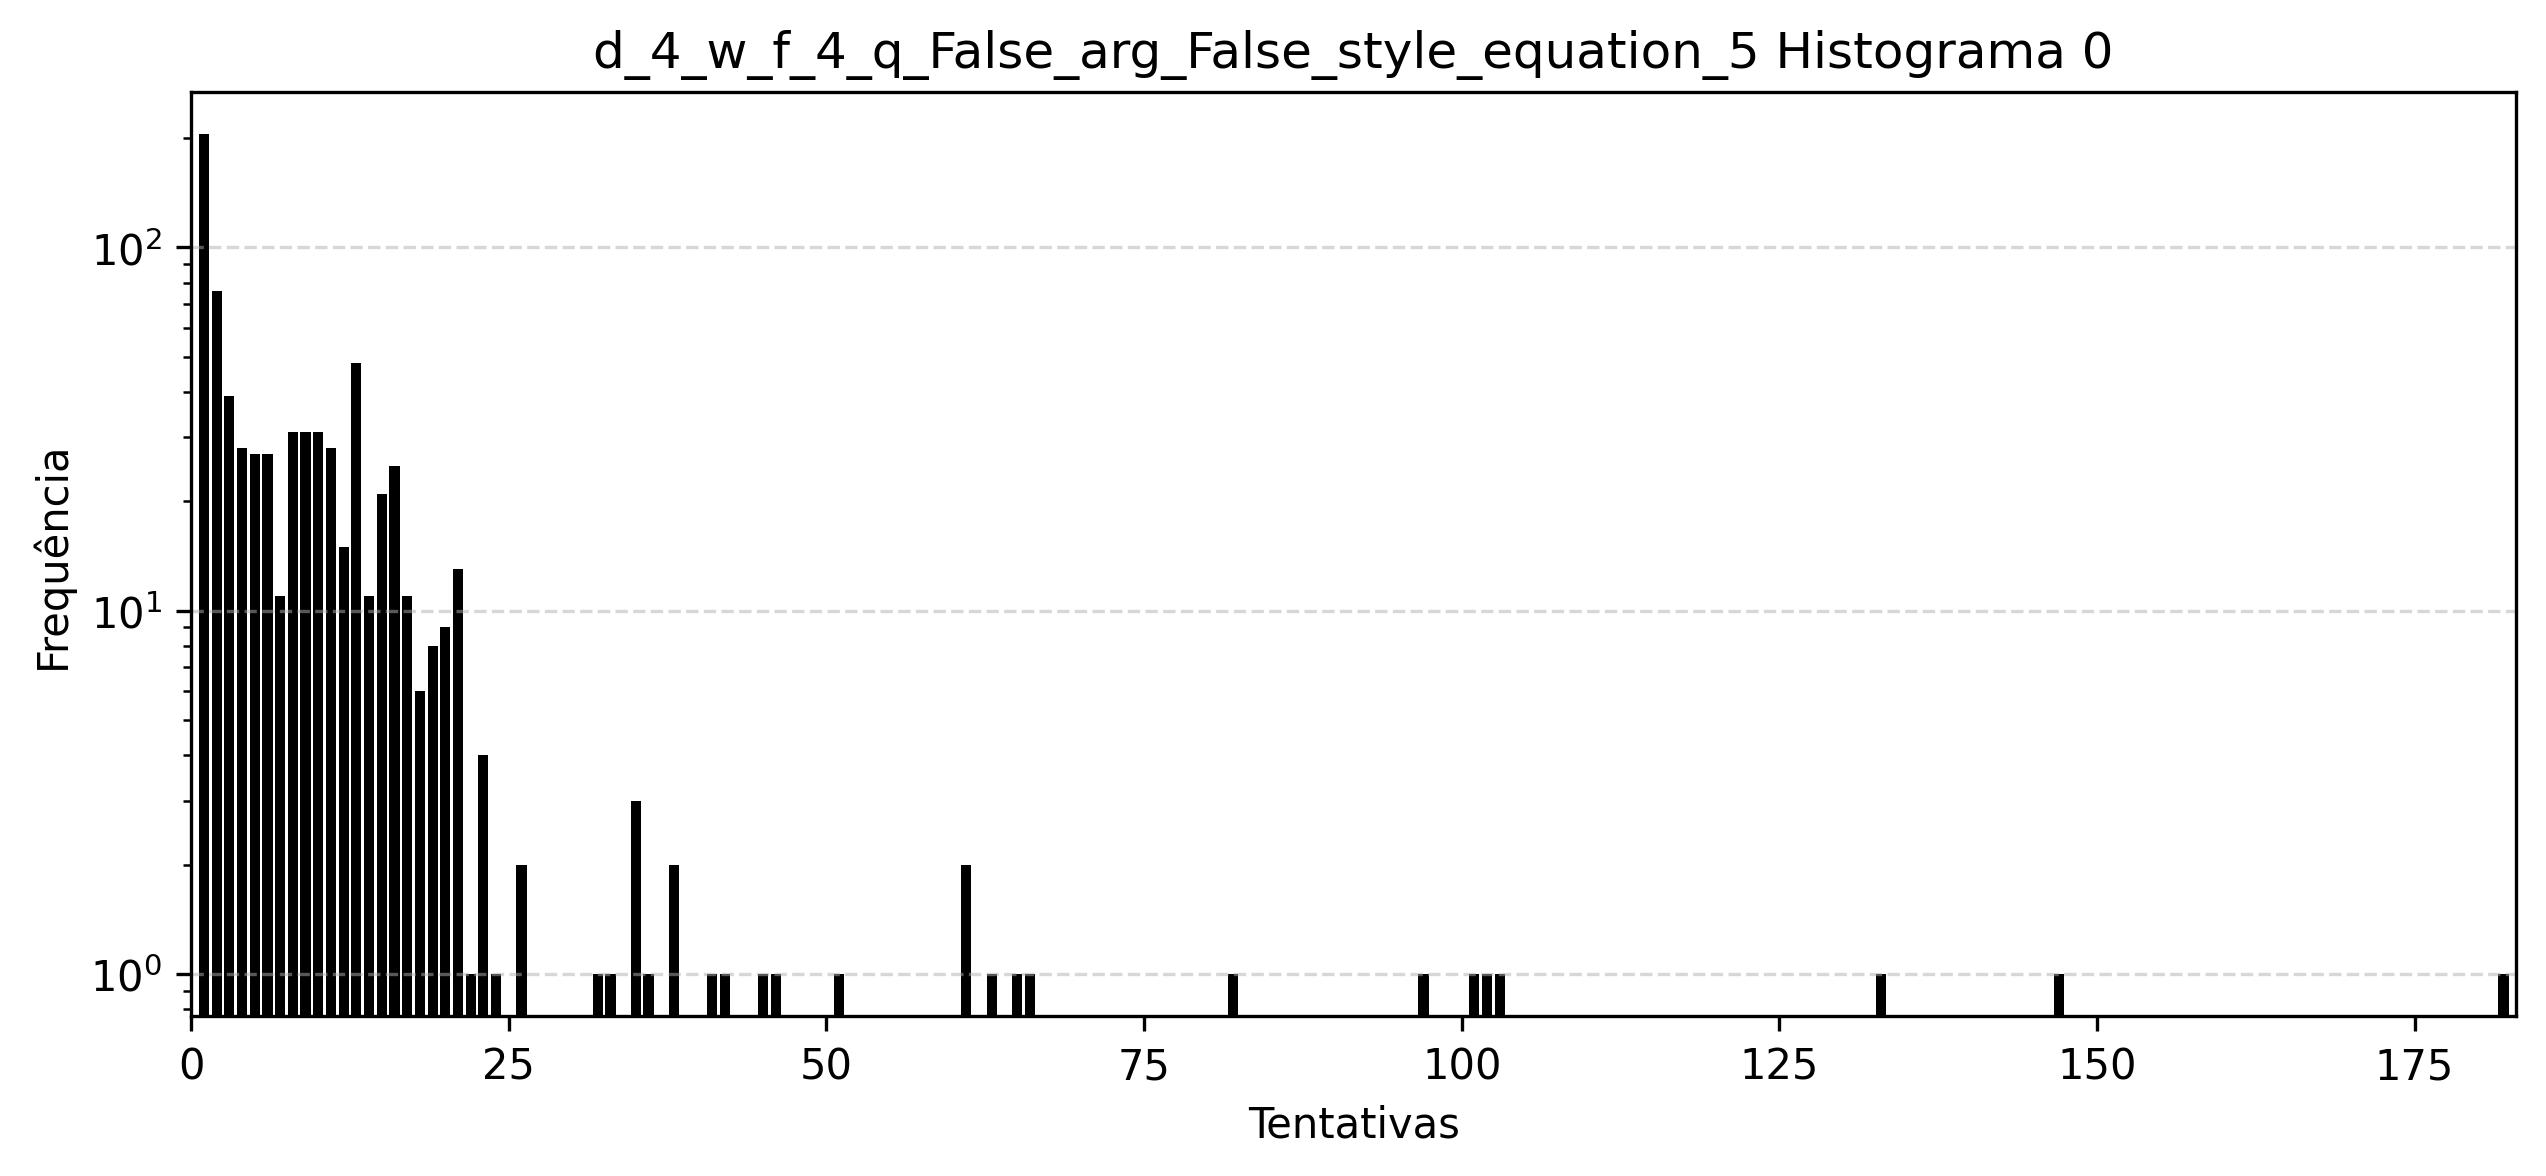 d_4_w_f_4_q_False_arg_False_style_equation_5 Histograma 0
Frequência
10²
10¹
10⁰
0 25 50 75 100 125 150 175
Tentativas